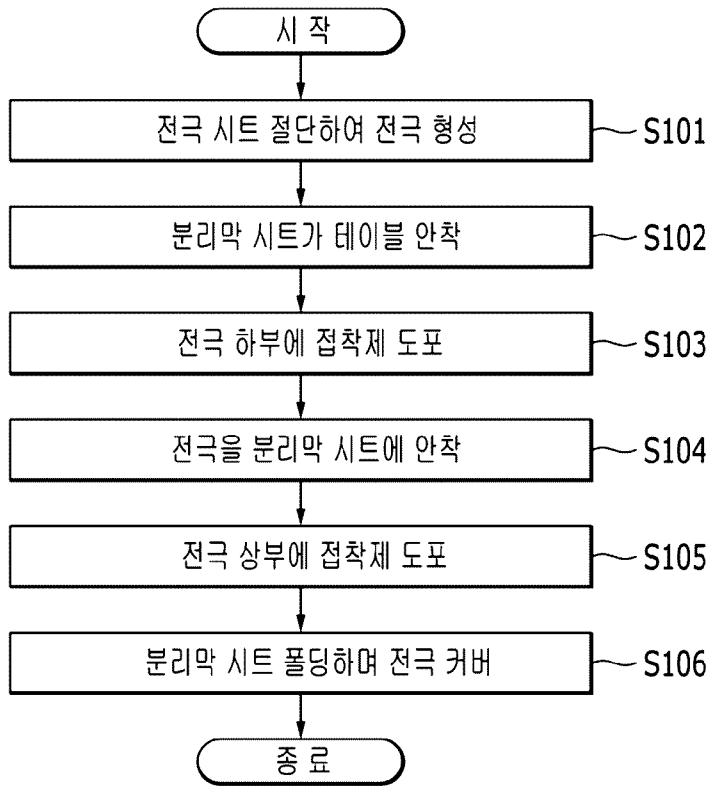 시 작
전극 시트 절단하여 전극 형성 S101
분리막 시트가 테이블 안착 S102
전극 하부에 접착제 도포 S103
전극을 분리막 시트에 안착 S104
전극 상부에 접착제 도포 S105
분리막 시트 폴딩하며 전극 커버 S106
종 료